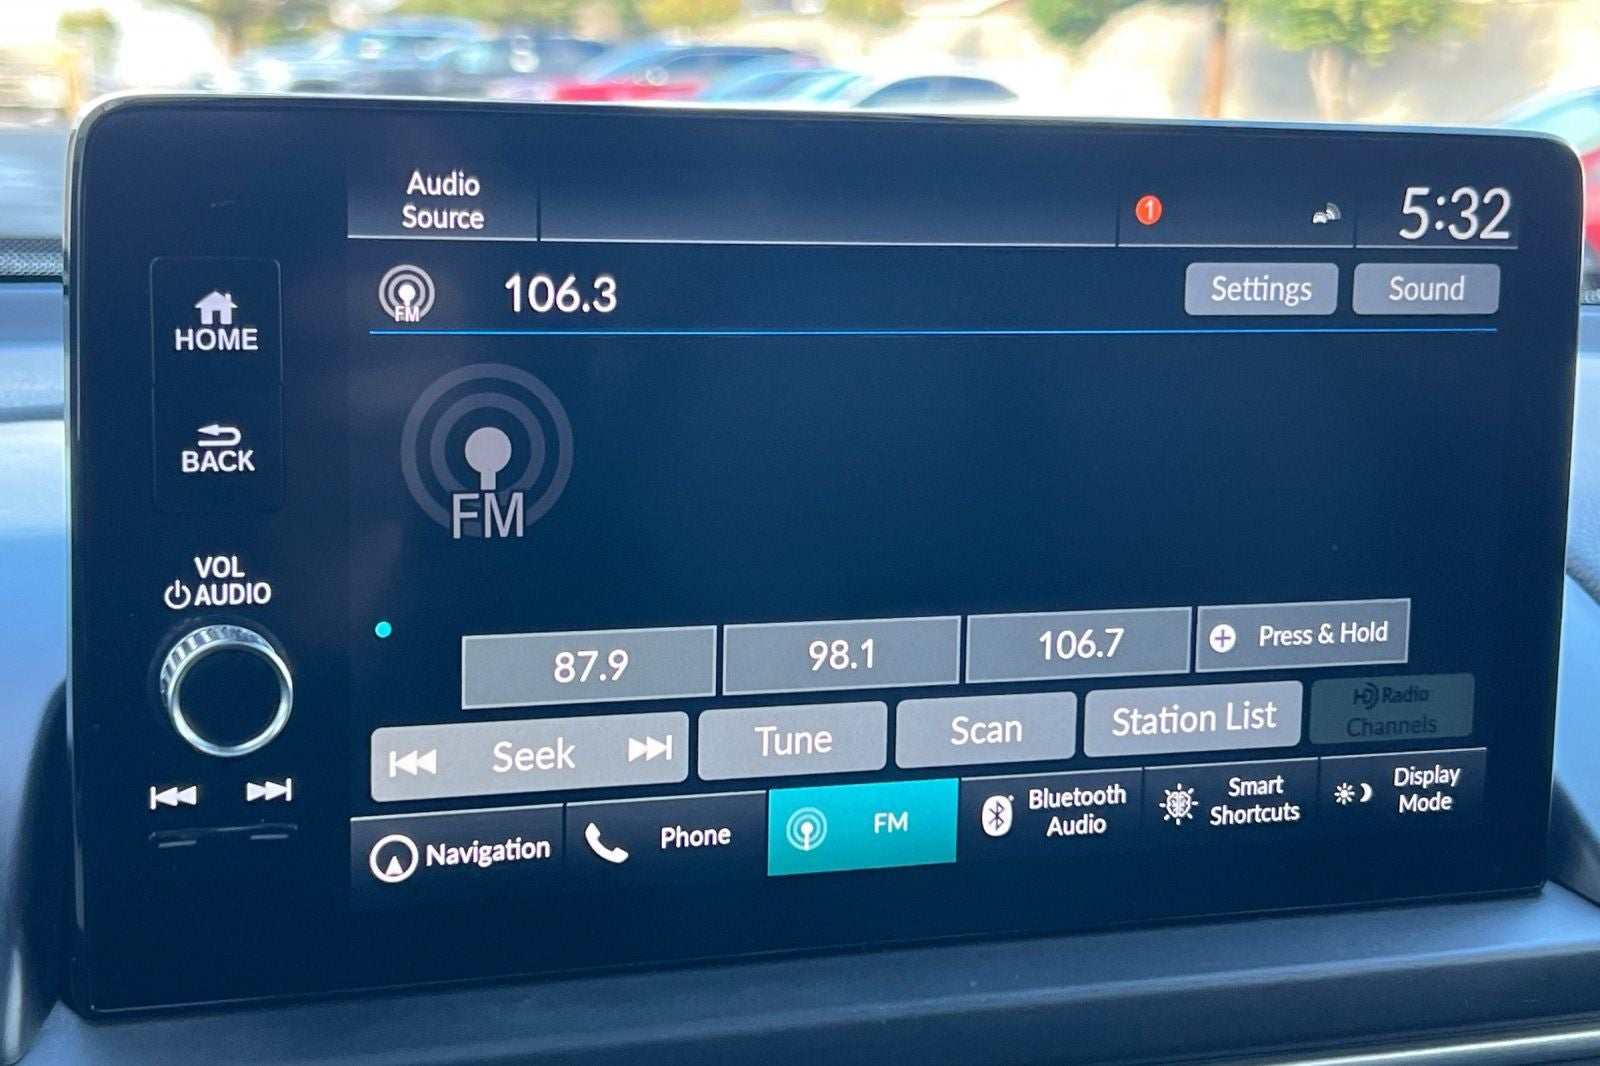 Audio
Source
1
5:32
FM
106.3
Settings
Sound
HOME
BACK
FM
VOL
AUDIO
87.9
98.1
106.7
Press & Hold
Seek
Tune
Scan
Station List
HD Radio
Channels
Navigation
Phone
FM
Bluetooth
Audio
Smart
Shortcuts
Display
Mode